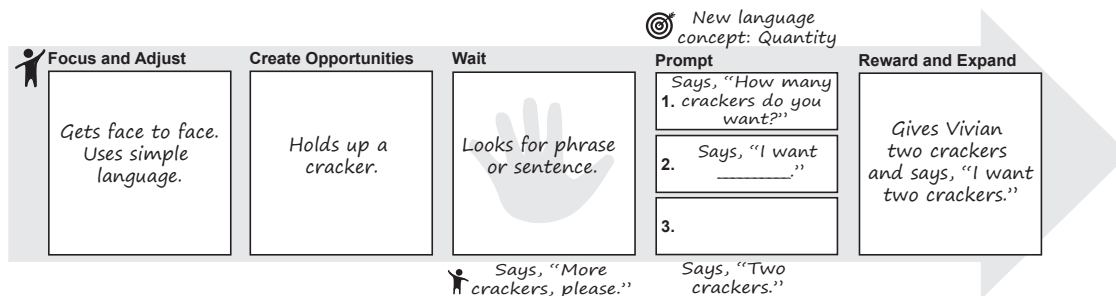 New language
concept: Quantity
Focus and Adjust
Create Opportunities
Wait
Prompt
Reward and Expand
Gets face to face.
Uses simple
language.
Holds up a
cracker.
Looks for phrase
or sentence.
1. Says, “How many
crackers do you
want?”
2. Says, “I want
__________.”
3.
Gives Vivian
two crackers
and says, “I want
two crackers.”
Says, “More
crackers, please.”
Says, “Two
crackers.”